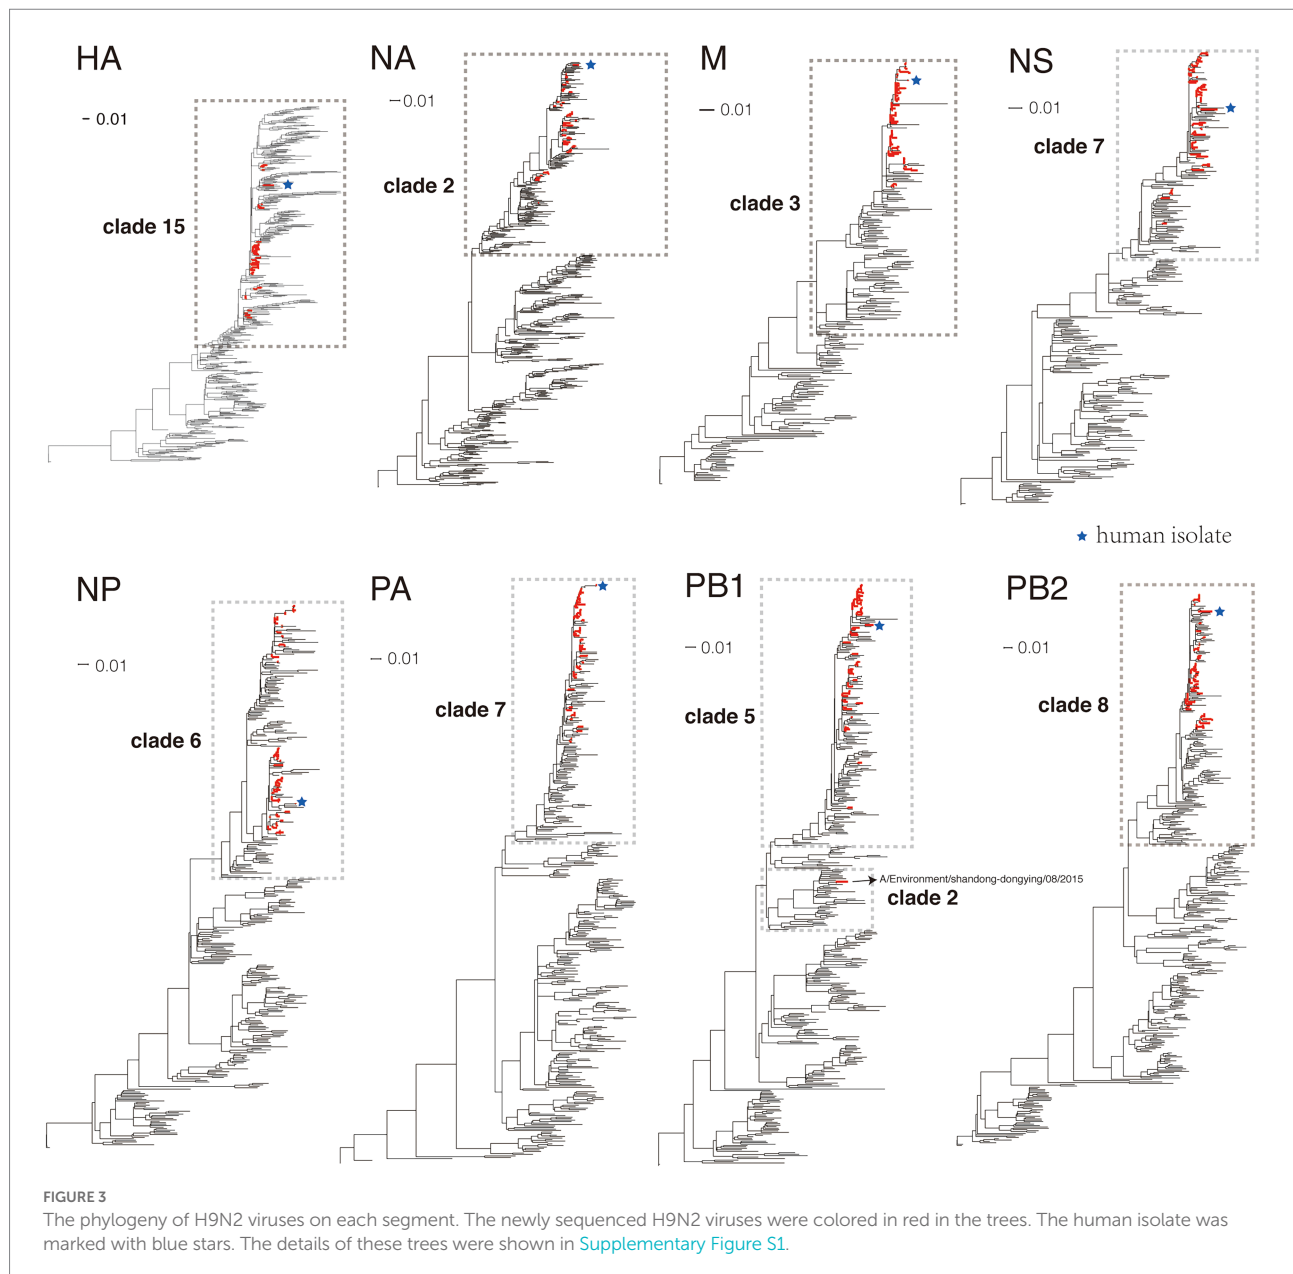 HA
NA
M
NS
0.01
0.01
0.01
0.01
clade 15
clade 2
clade 3
clade 7
human isolate
NP
PA
PB1
PB2
0.01
0.01
0.01
0.01
clade 6
clade 7
clade 5
clade 8
A/Environment/shandong-dongying/08/2015
clade 2
FIGURE 3
The phylogeny of H9N2 viruses on each segment. The newly sequenced H9N2 viruses were colored in red in the trees. The human isolate was
marked with blue stars. The details of these trees were shown in Supplementary Figure S1.